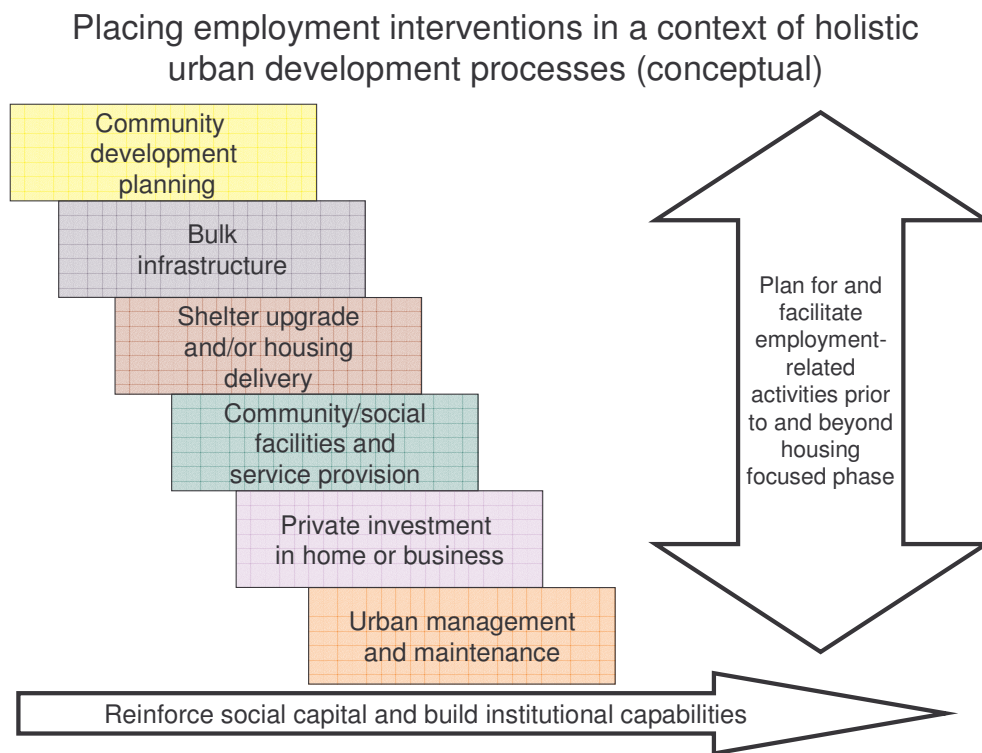 Placing employment interventions in a context of holistic
urban development processes (conceptual)
Community
development
planning
Bulk
infrastructure
Shelter upgrade
and/or housing
delivery
Community/social
facilities and
service provision
Private investment
in home or business
Urban management
and maintenance
Plan for and
facilitate
employment-
related
activities prior
to and beyond
housing
focused phase
Reinforce social capital and build institutional capabilities